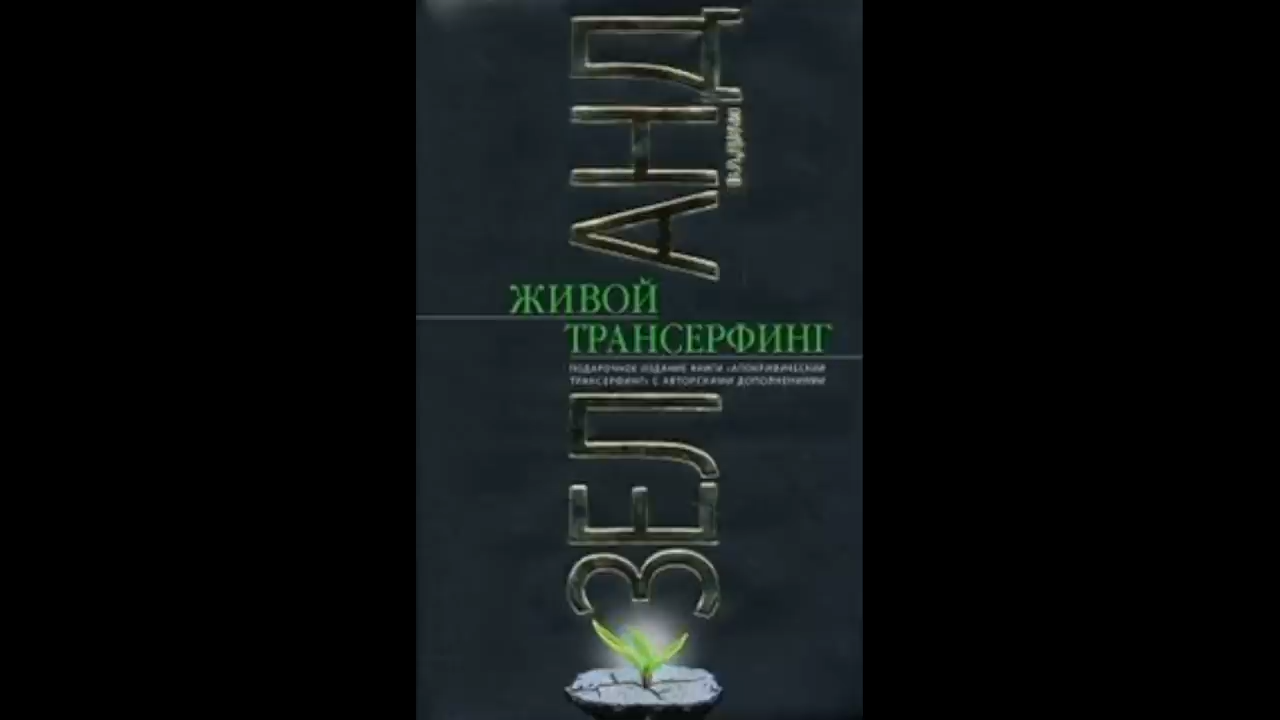 ЗЕЛАНД
ВАДИМ
ЖИВОЙ
ТРАНСЕРФИНГ
ПОДАРОЧНОЕ ИЗДАНИЕ КНИГИ «АПОКРИФИЧЕСКИЙ
ТРАНСЕРФИНГ» С АВТОРСКИМИ ДОПОЛНЕНИЯМИ